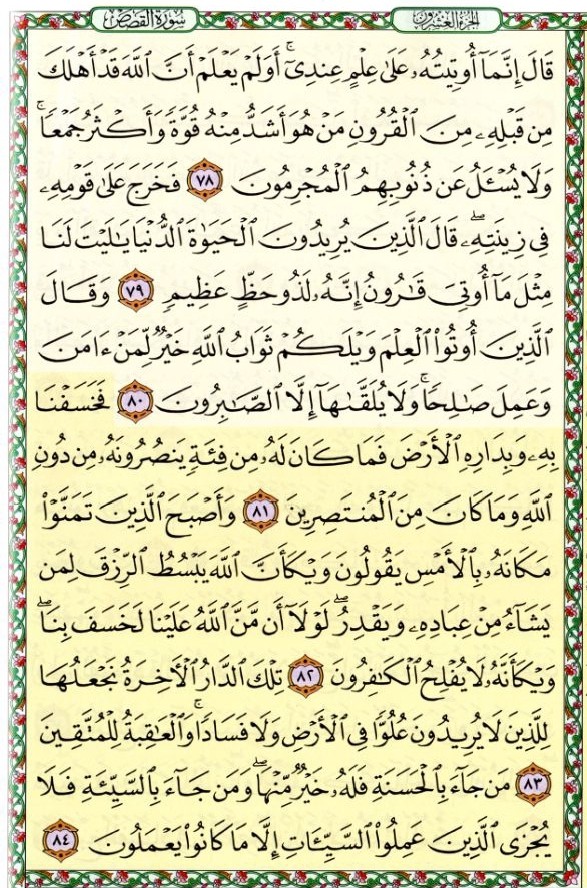 سورة القصص
الجزء العشرون
قَالَ إِنَّمَآ أُوتِيتُهُۥ عَلَىٰ عِلْمٍ عِندِيٓ ۚ أَوَلَمْ يَعْلَمْ أَنَّ ٱللَّهَ قَدْ أَهْلَكَ
مِن قَبْلِهِۦ مِنَ ٱلْقُرُونِ مَنْ هُوَ أَشَدُّ مِنْهُ قُوَّةً وَأَكْثَرُ جَمْعًا ۚ
وَلَا يُسْـَٔلُ عَن ذُنُوبِهِمُ ٱلْمُجْرِمُونَ ٧٨ فَخَرَجَ عَلَىٰ قَوْمِهِۦ
فِى زِينَتِهِۦ ۖ قَالَ ٱلَّذِينَ يُرِيدُونَ ٱلْحَيَوٰةَ ٱلدُّنْيَا يَـٰلَيْتَ لَنَا
مِثْلَ مَآ أُوتِىَ قَـٰرُونُ إِنَّهُۥ لَذُو حَظٍّ عَظِيمٍ ٧٩ وَقَالَ
ٱلَّذِينَ أُوتُوا۟ ٱلْعِلْمَ وَيْلَكُمْ ثَوَابُ ٱللَّهِ خَيْرٌ لِّمَنْ ءَامَنَ
وَعَمِلَ صَـٰلِحًا ۚ وَلَا يُلَقَّىٰهَآ إِلَّا ٱلصَّـٰبِرُونَ ٨٠ فَخَسَفْنَا
بِهِۦ وَبِدَارِهِ ٱلْأَرْضَ فَمَا كَانَ لَهُۥ مِن فِئَةٍ يَنصُرُونَهُۥ مِن دُونِ
ٱللَّهِ وَمَا كَانَ مِنَ ٱلْمُنتَصِرِينَ ٨١ وَأَصْبَحَ ٱلَّذِينَ تَمَنَّوْا۟
مَكَانَهُۥ بِٱلْأَمْسِ يَقُولُونَ وَيْكَأَنَّ ٱللَّهَ يَبْسُطُ ٱلرِّزْقَ لِمَن
يَشَآءُ مِنْ عِبَادِهِۦ وَيَقْدِرُ ۖ لَوْلَآ أَن مَّنَّ ٱللَّهُ عَلَيْنَا لَخَسَفَ بِنَا ۖ
وَيْكَأَنَّهُۥ لَا يُفْلِحُ ٱلْكَـٰفِرُونَ ٨٢ تِلْكَ ٱلدَّارُ ٱلْـَٔاخِرَةُ نَجْعَلُهَا
لِلَّذِينَ لَا يُرِيدُونَ عُلُوًّا فِى ٱلْأَرْضِ وَلَا فَسَادًا ۚ وَٱلْعَـٰقِبَةُ لِلْمُتَّقِينَ
٨٣ مَن جَآءَ بِٱلْحَسَنَةِ فَلَهُۥ خَيْرٌ مِّنْهَا ۖ وَمَن جَآءَ بِٱلسَّيِّئَةِ فَلَا
يُجْزَى ٱلَّذِينَ عَمِلُوا۟ ٱلسَّيِّـَٔاتِ إِلَّا مَا كَانُوا۟ يَعْمَلُونَ ٨٤